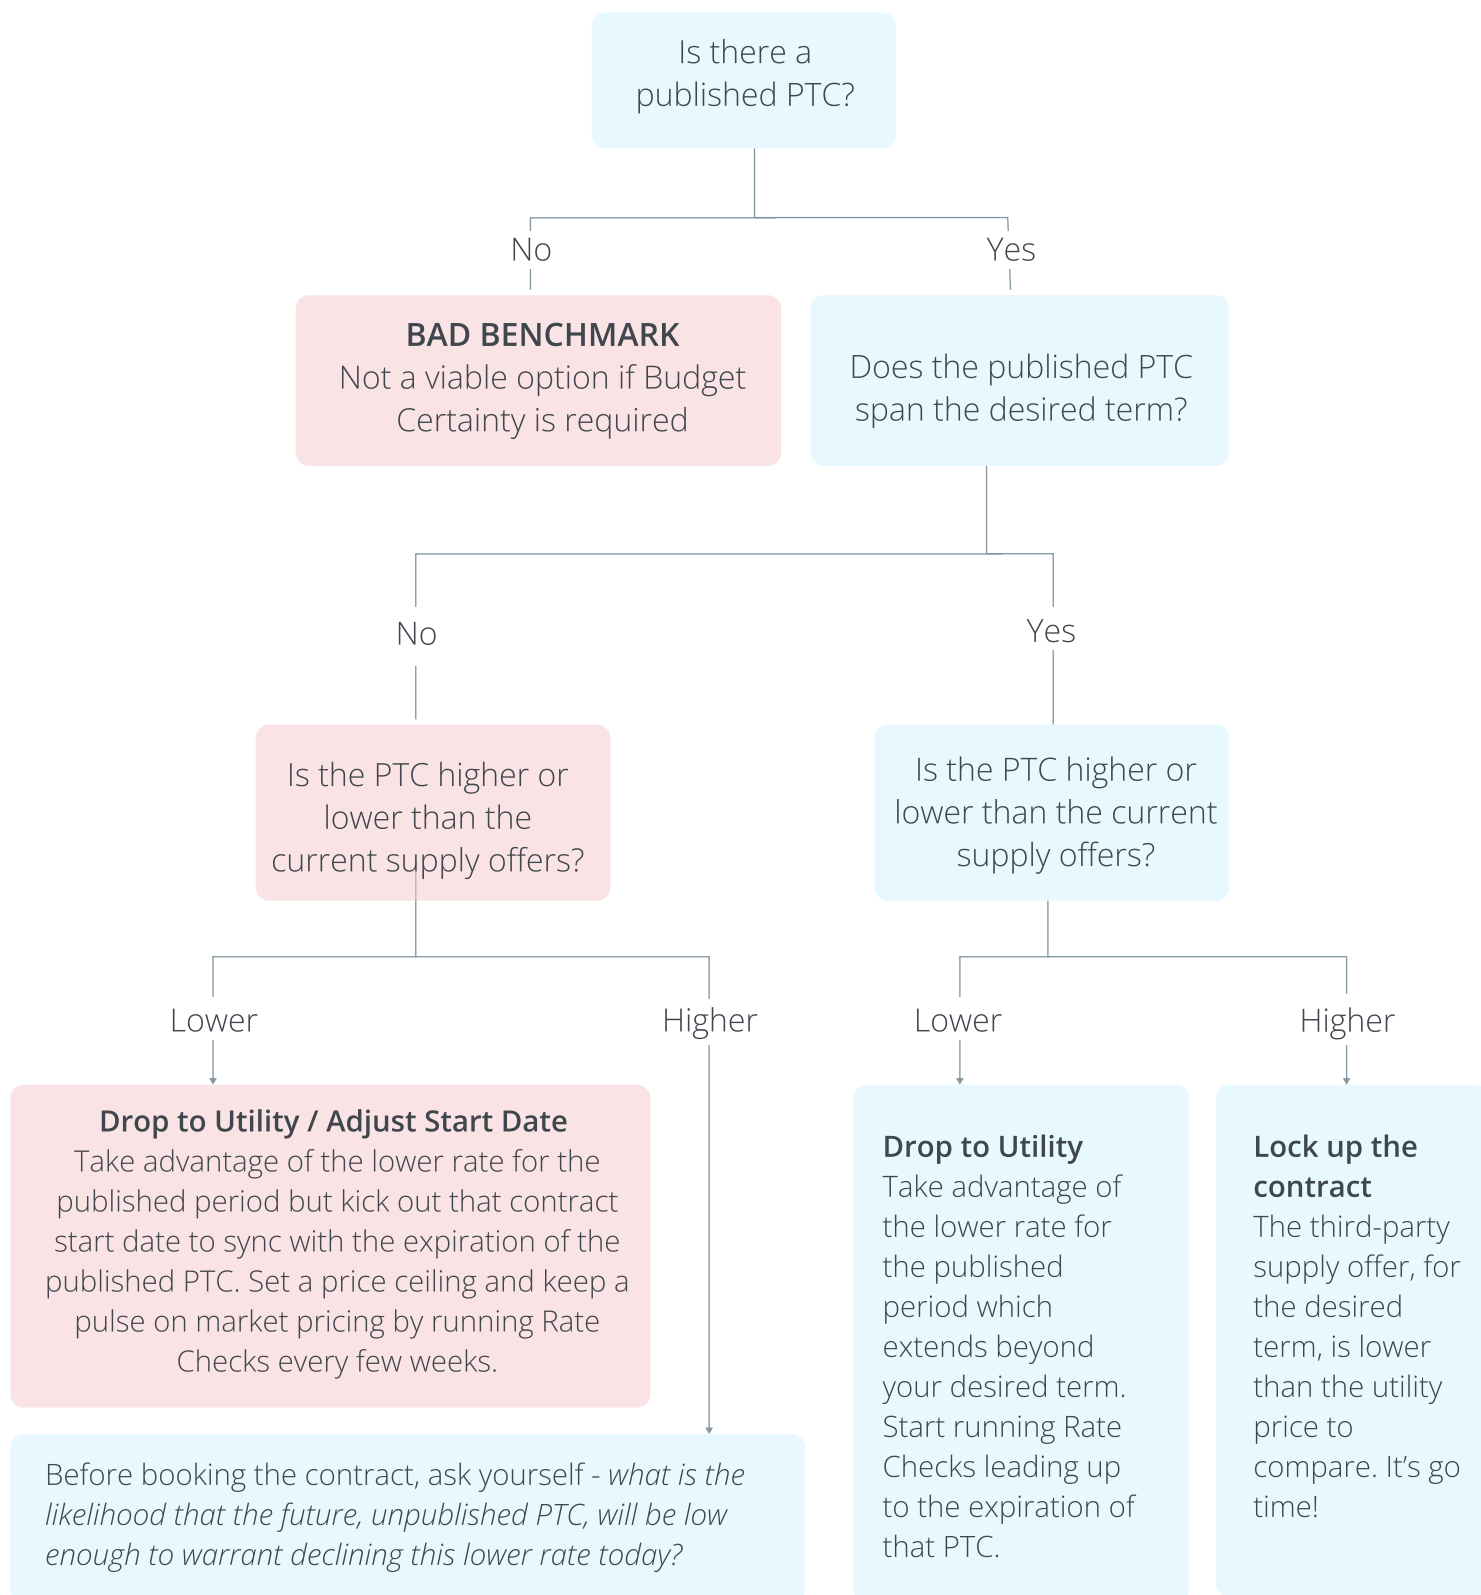 Is there a
published PTC?
No
Yes
BAD BENCHMARK
Not a viable option if Budget
Certainty is required
Does the published PTC
span the desired term?
No
Yes
Is the PTC higher or
lower than the
current supply offers?
Is the PTC higher or
lower than the current
supply offers?
Lower
Higher
Lower
Higher
Drop to Utility / Adjust Start Date
Take advantage of the lower rate for the
published period but kick out that contract
start date to sync with the expiration of the
published PTC. Set a price ceiling and keep a
pulse on market pricing by running Rate
Checks every few weeks.
Before booking the contract, ask yourself - what is the
likelihood that the future, unpublished PTC, will be low
enough to warrant declining this lower rate today?
Drop to Utility
Take advantage of
the lower rate for
the published
period which
extends beyond
your desired term.
Start running Rate
Checks leading up
to the expiration of
that PTC.
Lock up the
contract
The third-party
supply offer, for
the desired
term, is lower
than the utility
price to
compare. It’s go
time!